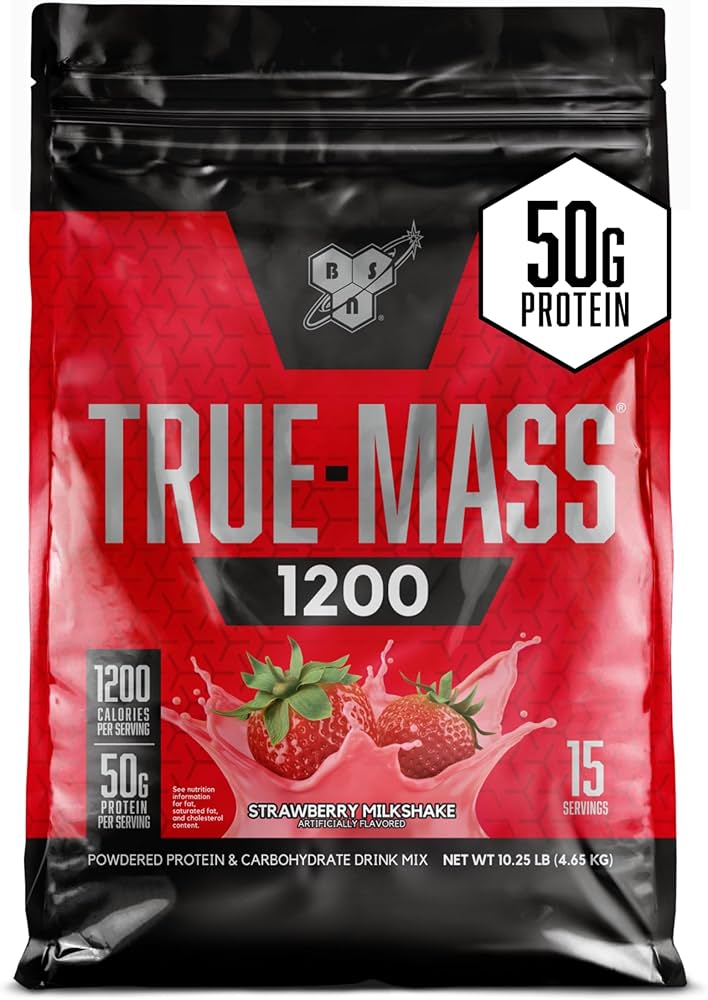 50G
PROTEIN
B S
n
®
TRUE-MASS®
1200
1200
CALORIES
PER SERVING
50G
PROTEIN
PER SERVING
See nutrition
information
for fat,
saturated fat,
and cholesterol
content.
STRAWBERRY MILKSHAKE
ARTIFICIALLY FLAVORED
15
SERVINGS
POWDERED PROTEIN & CARBOHYDRATE DRINK MIX NET WT 10.25 LB (4.65 KG)